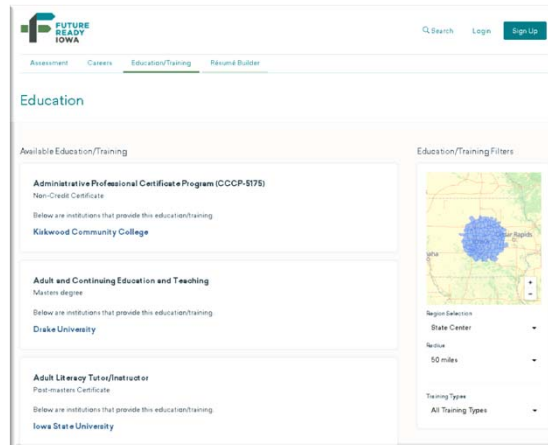 FUTURE
READY
IOWA
Search Login Sign Up
Assessment Careers Education/Training Résumé Builder
Education
Available Education/Training
Administrative Professional Certificate Program (CCCP-5175)
Non-Credit Certificate
Below are institutions that provide this education/training
Kirkwood Community College
Adult and Continuing Education and Teaching
Masters degree
Below are institutions that provide this education/training
Drake University
Adult Literacy Tutor/Instructor
Post-masters Certificate
Below are institutions that provide this education/training
Iowa State University
Education/Training Filters
Rapids
+
-
Region Selection
State Center
Radius
50 miles
Training Types
All Training Types